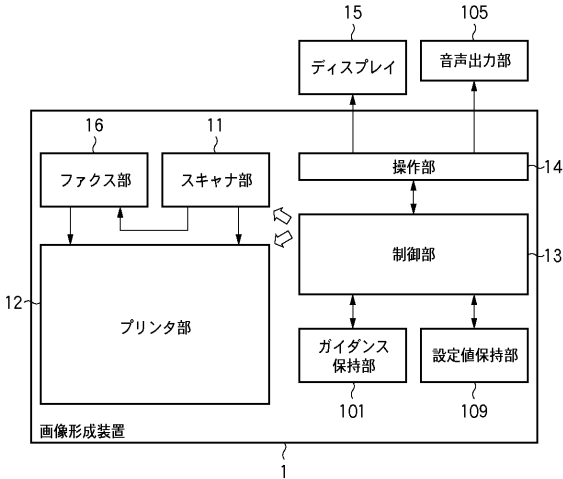 15
105
ディスプレイ
音声出力部
16
11
ファクス部
スキャナ部
操作部
14
制御部
13
12
プリンタ部
ガイダンス
保持部
設定値保持部
101
109
画像形成装置
1